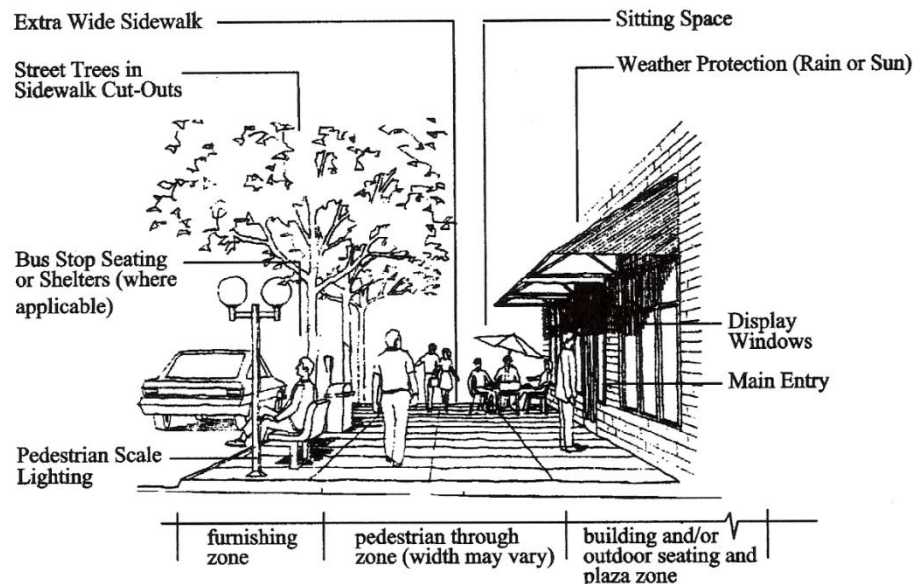 Extra Wide Sidewalk
Sitting Space
Street Trees in
Sidewalk Cut-Outs
Weather Protection (Rain or Sun)
Bus Stop Seating
or Shelters (where
applicable)
Display
Windows
Main Entry
Pedestrian Scale
Lighting
furnishing
zone
pedestrian through
zone (width may vary)
building and/or
outdoor seating and
plaza zone